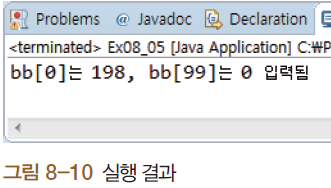 Problems @ Javadoc Declaration
<terminated> Ex08_05 [Java Application] C:₩P
bb[0]는 198, bb[99]는 0 입력됨
그림 8-10 실행 결과